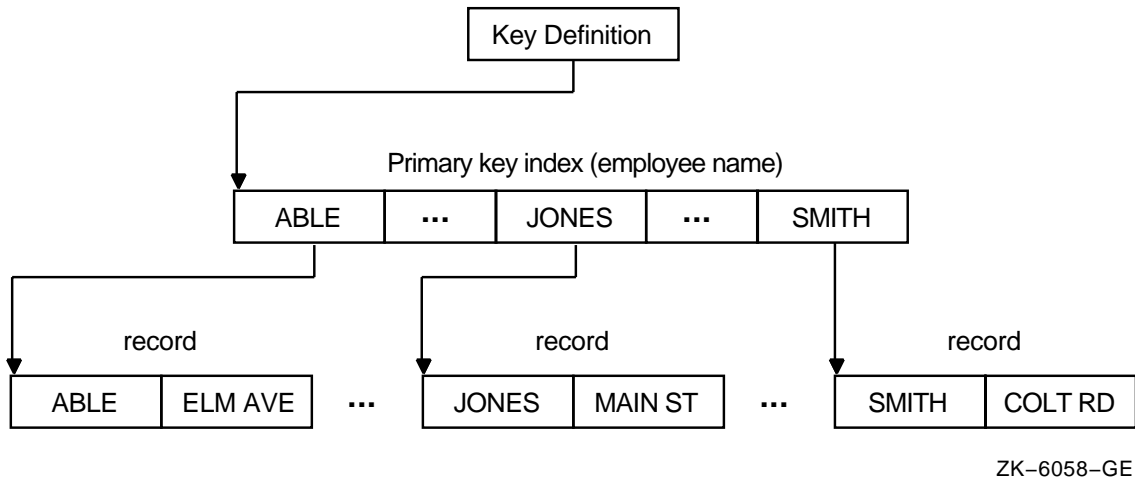 Key Definition
Primary key index (employee name)
ABLE ... JONES ... SMITH
record record record
ABLE ELM AVE ... JONES MAIN ST ... SMITH COLT RD
ZK−6058−GE